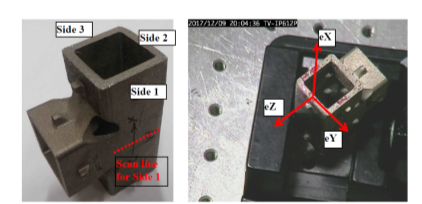 Side 3
Side 2
Side 1
Scan line
for Side 1
2017/12/09 20:04:36 TV-IP612P
eX
eZ
eY